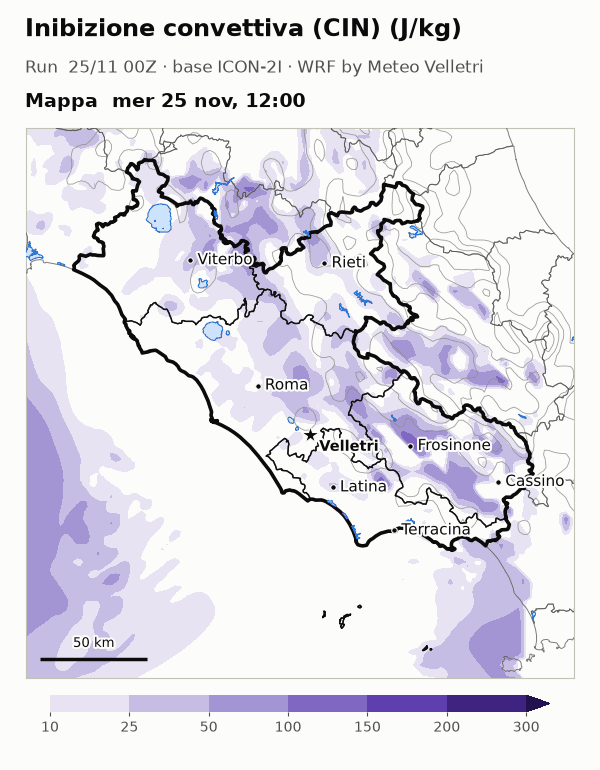 Inibizione convettiva (CIN) (J/kg)
Run  25/11 00Z · base ICON-2I · WRF by Meteo Velletri
Mappa  mer 25 nov, 12:00
Viterbo
Rieti
Roma
Velletri
Frosinone
Cassino
Latina
Terracina
50 km
10 25 50 100 150 200 300